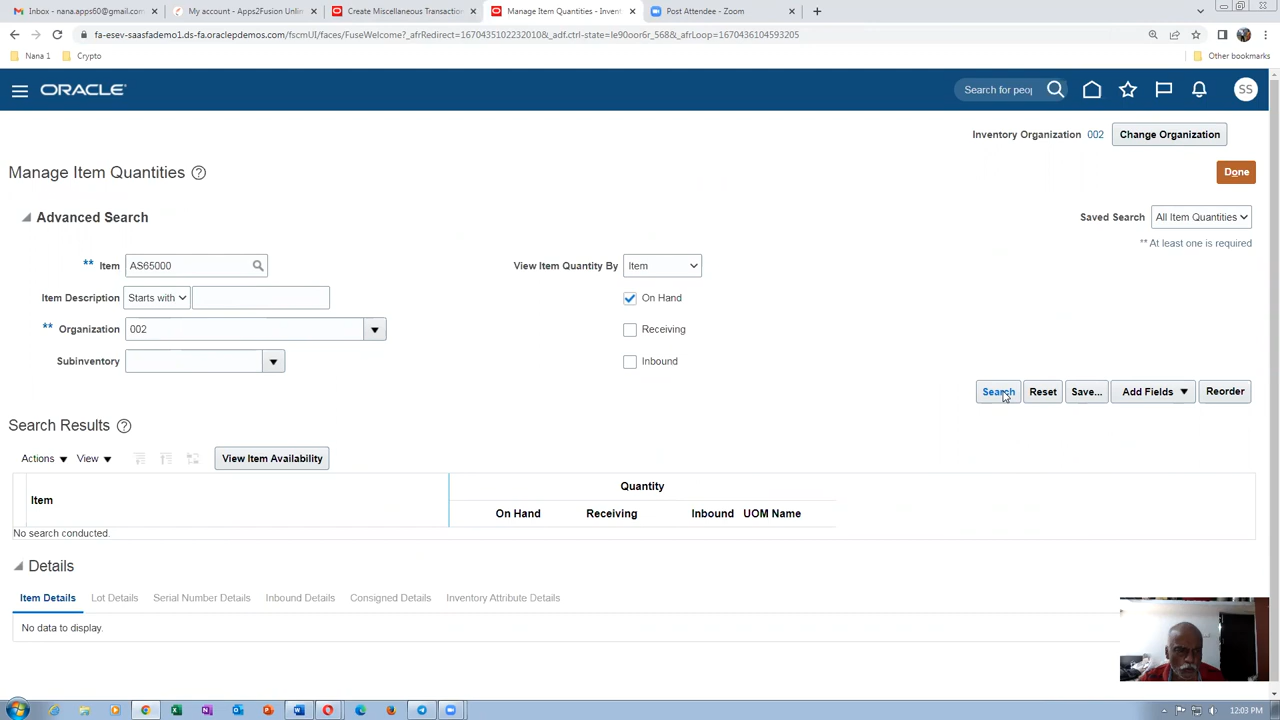 Inbox - nana.apps60@gmail.com
My account - Apps2Fusion Unlin
Create Miscellaneous Transaction
Manage Item Quantities - Invent
Post Attendee - Zoom
fa-esev-saasfademo1.ds-fa.oraclepdemos.com/fscmUI/faces/FuseWelcome?_afrRedirect=16704351022320108&_adf.ctrl-state=le90oor6r_568&_afrLoop=16704361045932​05
Nana 1
Crypto
Other bookmarks
ORACLE
Search for peop
SS
Inventory Organization 002 Change Organization
Manage Item Quantities ?
Done
Advanced Search
Saved Search All Item Quantities
** At least one is required
** Item AS65000
View Item Quantity By Item
Item Description Starts with
On Hand
** Organization 002
Receiving
Subinventory
Inbound
Search Reset Save... Add Fields Reorder
Search Results ?
Actions View View Item Availability
Quantity
Item
On Hand Receiving Inbound UOM Name
No search conducted.
Details
Item Details Lot Details Serial Number Details Inbound Details Consigned Details Inventory Attribute Details
No data to display.
12:03 PM